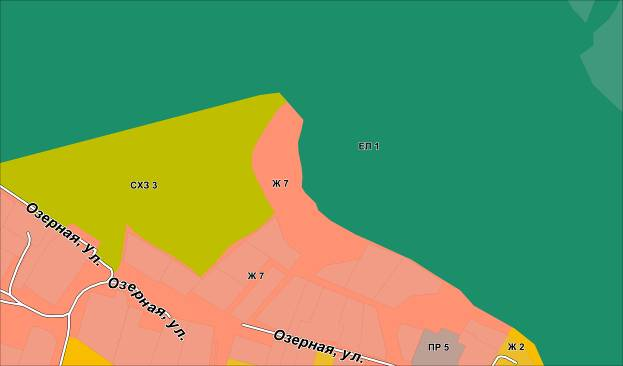 ЕЛ 1
СХЗ 3
Ж 7
Озерная, ул.
Ж 7
Озерная, ул.
Озерная, ул.
ПР 5
Ж 2